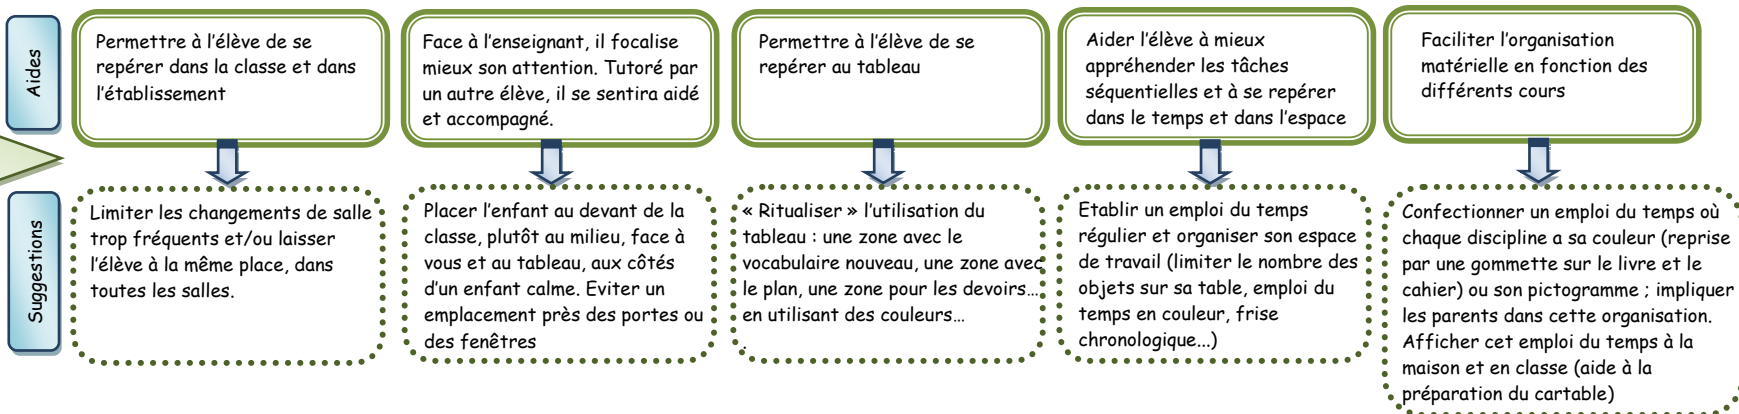 Aides
Permettre à l’élève de se
repérer dans la classe et dans
l’établissement
Face à l’enseignant, il focalise
mieux son attention. Tutoré par
un autre élève, il se sentira aidé
et accompagné.
Permettre à l’élève de se
repérer au tableau
Aider l’élève à mieux
appréhender les tâches
séquentielles et à se repérer
dans le temps et dans l’espace
Faciliter l’organisation
matérielle en fonction des
différents cours
Suggestions
Limiter les changements de salle
trop fréquents et/ou laisser
l’élève à la même place, dans
toutes les salles.
Placer l’enfant au devant de la
classe, plutôt au milieu, face à
vous et au tableau, aux côtés
d’un enfant calme. Eviter un
emplacement près des portes ou
des fenêtres
« Ritualiser » l’utilisation du
tableau : une zone avec le
vocabulaire nouveau, une zone avec
le plan, une zone pour les devoirs…
en utilisant des couleurs…
.
Etablir un emploi du temps
régulier et organiser son espace
de travail (limiter le nombre des
objets sur sa table, emploi du
temps en couleur, frise
chronologique...)
Confectionner un emploi du temps où
chaque discipline a sa couleur (reprise
par une gommette sur le livre et le
cahier) ou son pictogramme ; impliquer
les parents dans cette organisation.
Afficher cet emploi du temps à la
maison et en classe (aide à la
préparation du cartable)